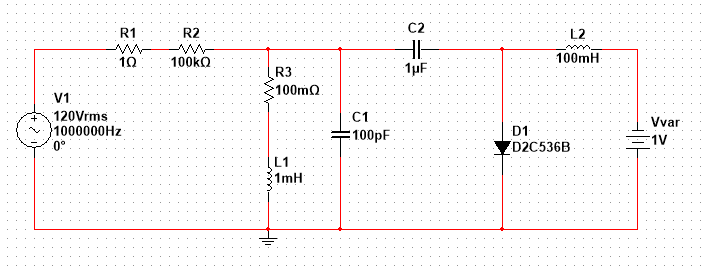 R1
1Ω
R2
100kΩ
V1
120Vrms
1000000Hz
0°
R3
100mΩ
L1
1mH
C1
100pF
C2
1µF
D1
D2C536B
L2
100mH
Vvar
1V